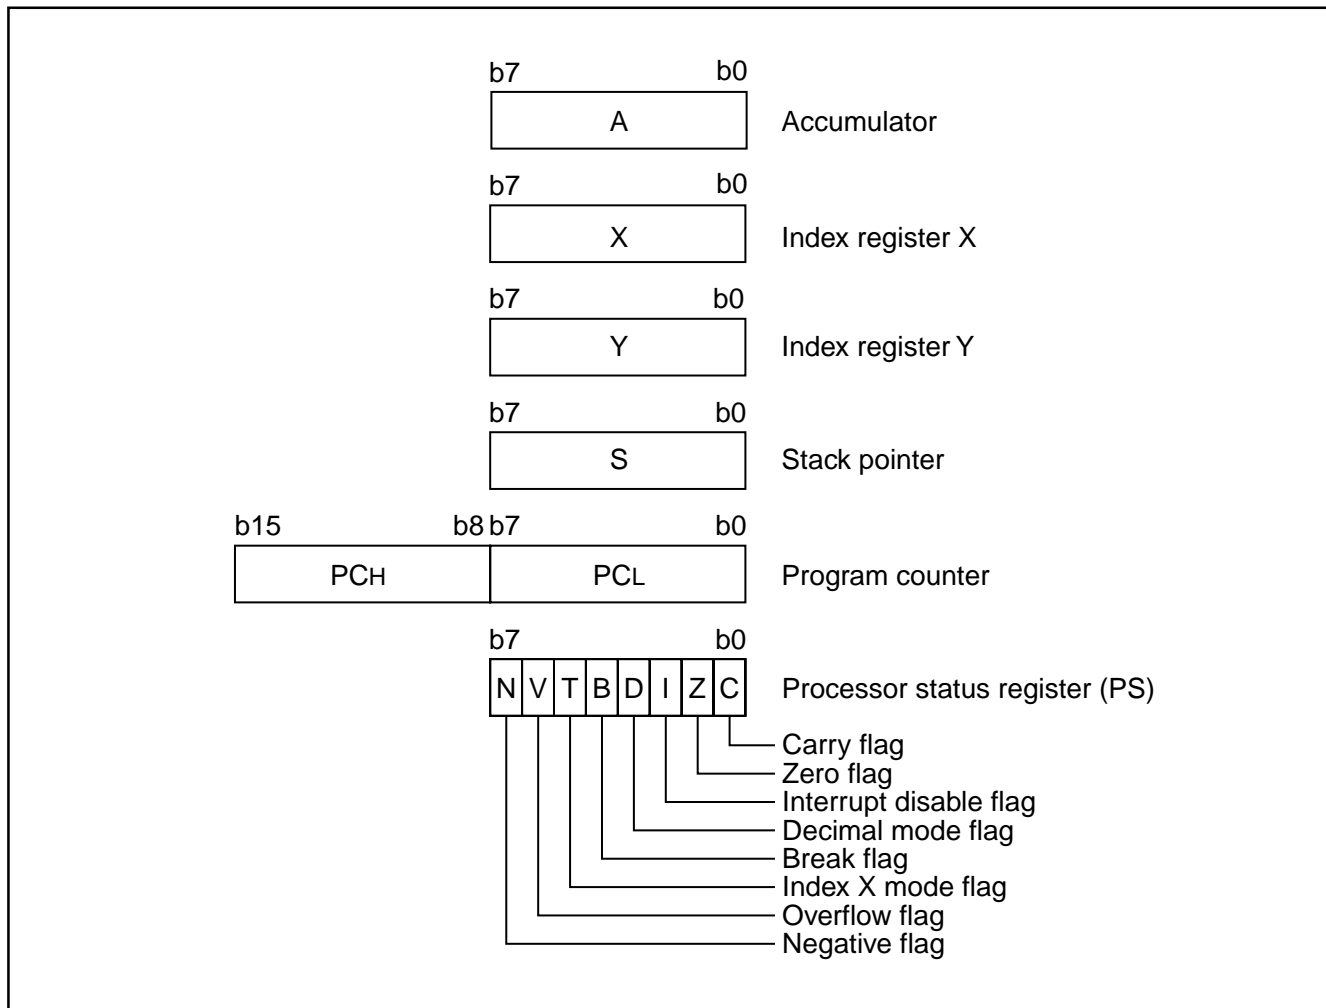 b7 b0
A Accumulator
b7 b0
X Index register X
b7 b0
Y Index register Y
b7 b0
S Stack pointer
b15 b8 b7 b0
PCH PCL Program counter
b7 b0
N V T B D I Z C Processor status register (PS)
Carry flag
Zero flag
Interrupt disable flag
Decimal mode flag
Break flag
Index X mode flag
Overflow flag
Negative flag